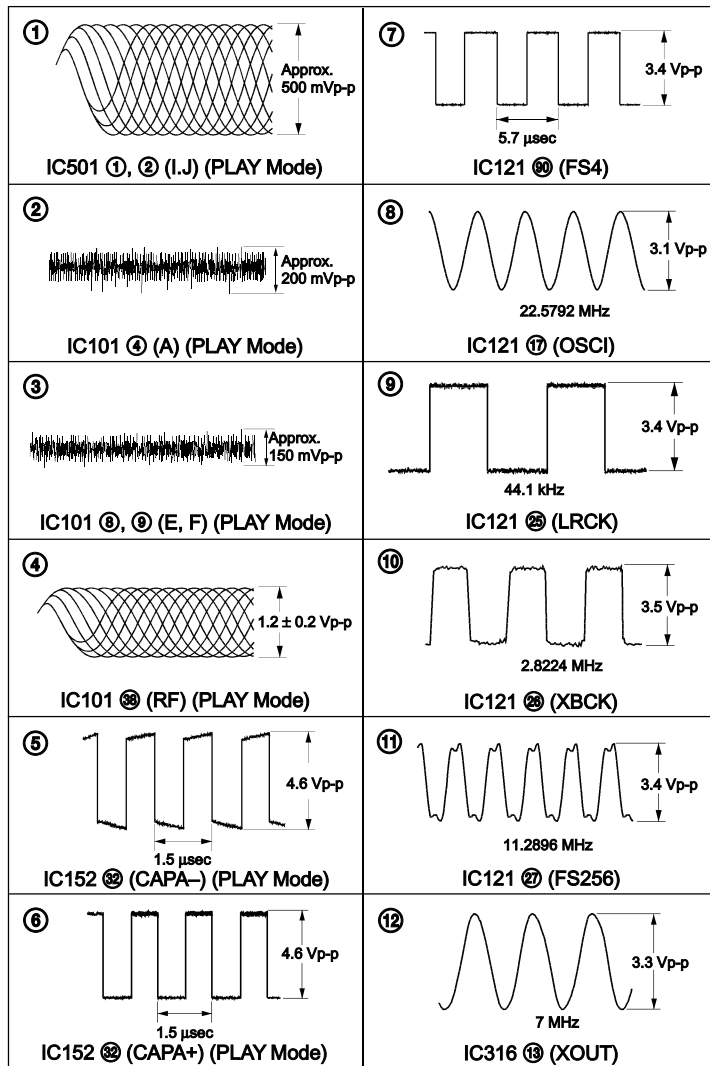 ①
Approx.
500 mVp-p
IC501 ①, ② (I.J) (PLAY Mode)
②
Approx.
200 mVp-p
IC101 ④ (A) (PLAY Mode)
③
Approx.
150 mVp-p
IC101 ⑧, ⑨ (E, F) (PLAY Mode)
④
1.2 ± 0.2 Vp-p
IC101 ㊳ (RF) (PLAY Mode)
⑤
4.6 Vp-p
1.5 µsec
IC152 ㉜ (CAPA–) (PLAY Mode)
⑥
4.6 Vp-p
1.5 µsec
IC152 ㉜ (CAPA+) (PLAY Mode)
⑦
3.4 Vp-p
5.7 µsec
IC121 90 (FS4)
⑧
3.1 Vp-p
22.5792 MHz
IC121 ⑰ (OSCI)
⑨
3.4 Vp-p
44.1 kHz
IC121 ㉕ (LRCK)
⑩
3.5 Vp-p
2.8224 MHz
IC121 ㉖ (XBCK)
⑪
3.4 Vp-p
11.2896 MHz
IC121 ㉗ (FS256)
⑫
3.3 Vp-p
7 MHz
IC316 ⑬ (XOUT)